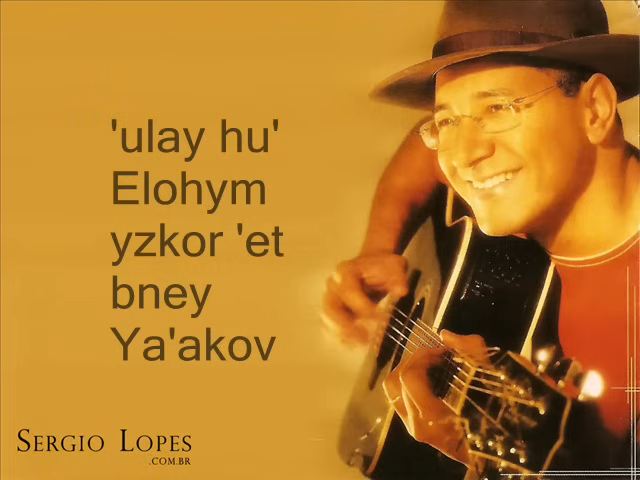 'ulay hu'
Elohym
yzkor 'et
bney
Ya'akov
SERGIO LOPES
.COM.BR